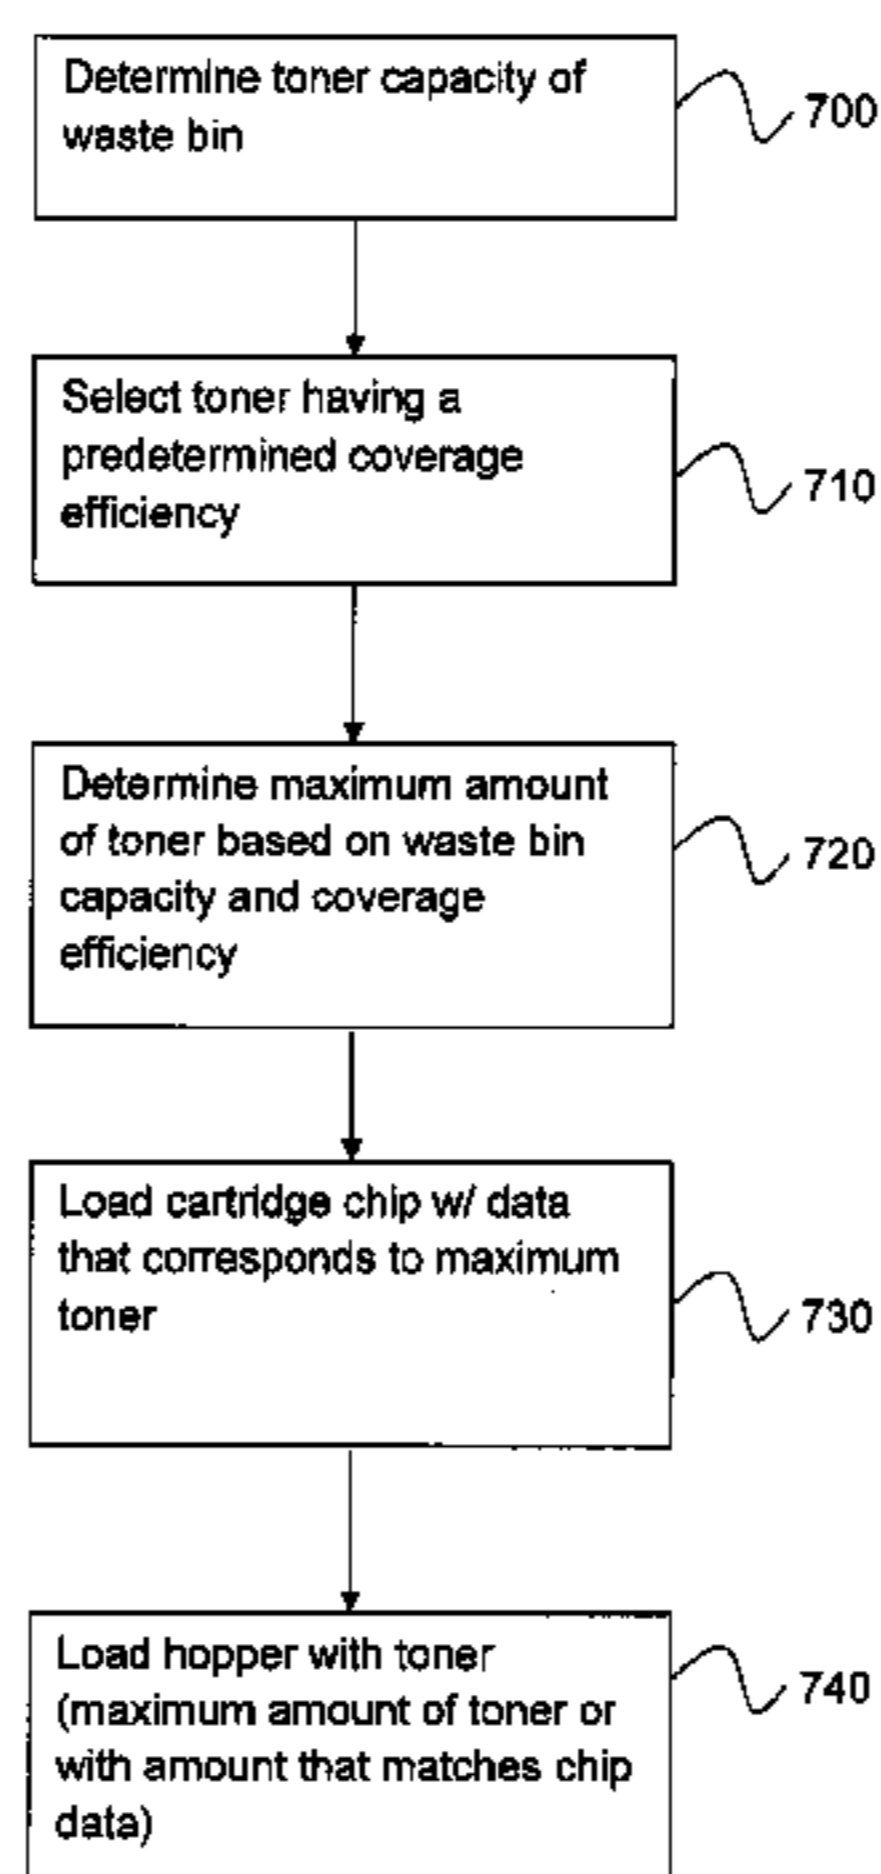 Determine toner capacity of
waste bin
700
Select toner having a
predetermined coverage
efficiency
710
Determine maximum amount
of toner based on waste bin
capacity and coverage
efficiency
720
Load cartridge chip w/ data
that corresponds to maximum
toner
730
Load hopper with toner
(maximum amount of toner or
with amount that matches chip
data)
740